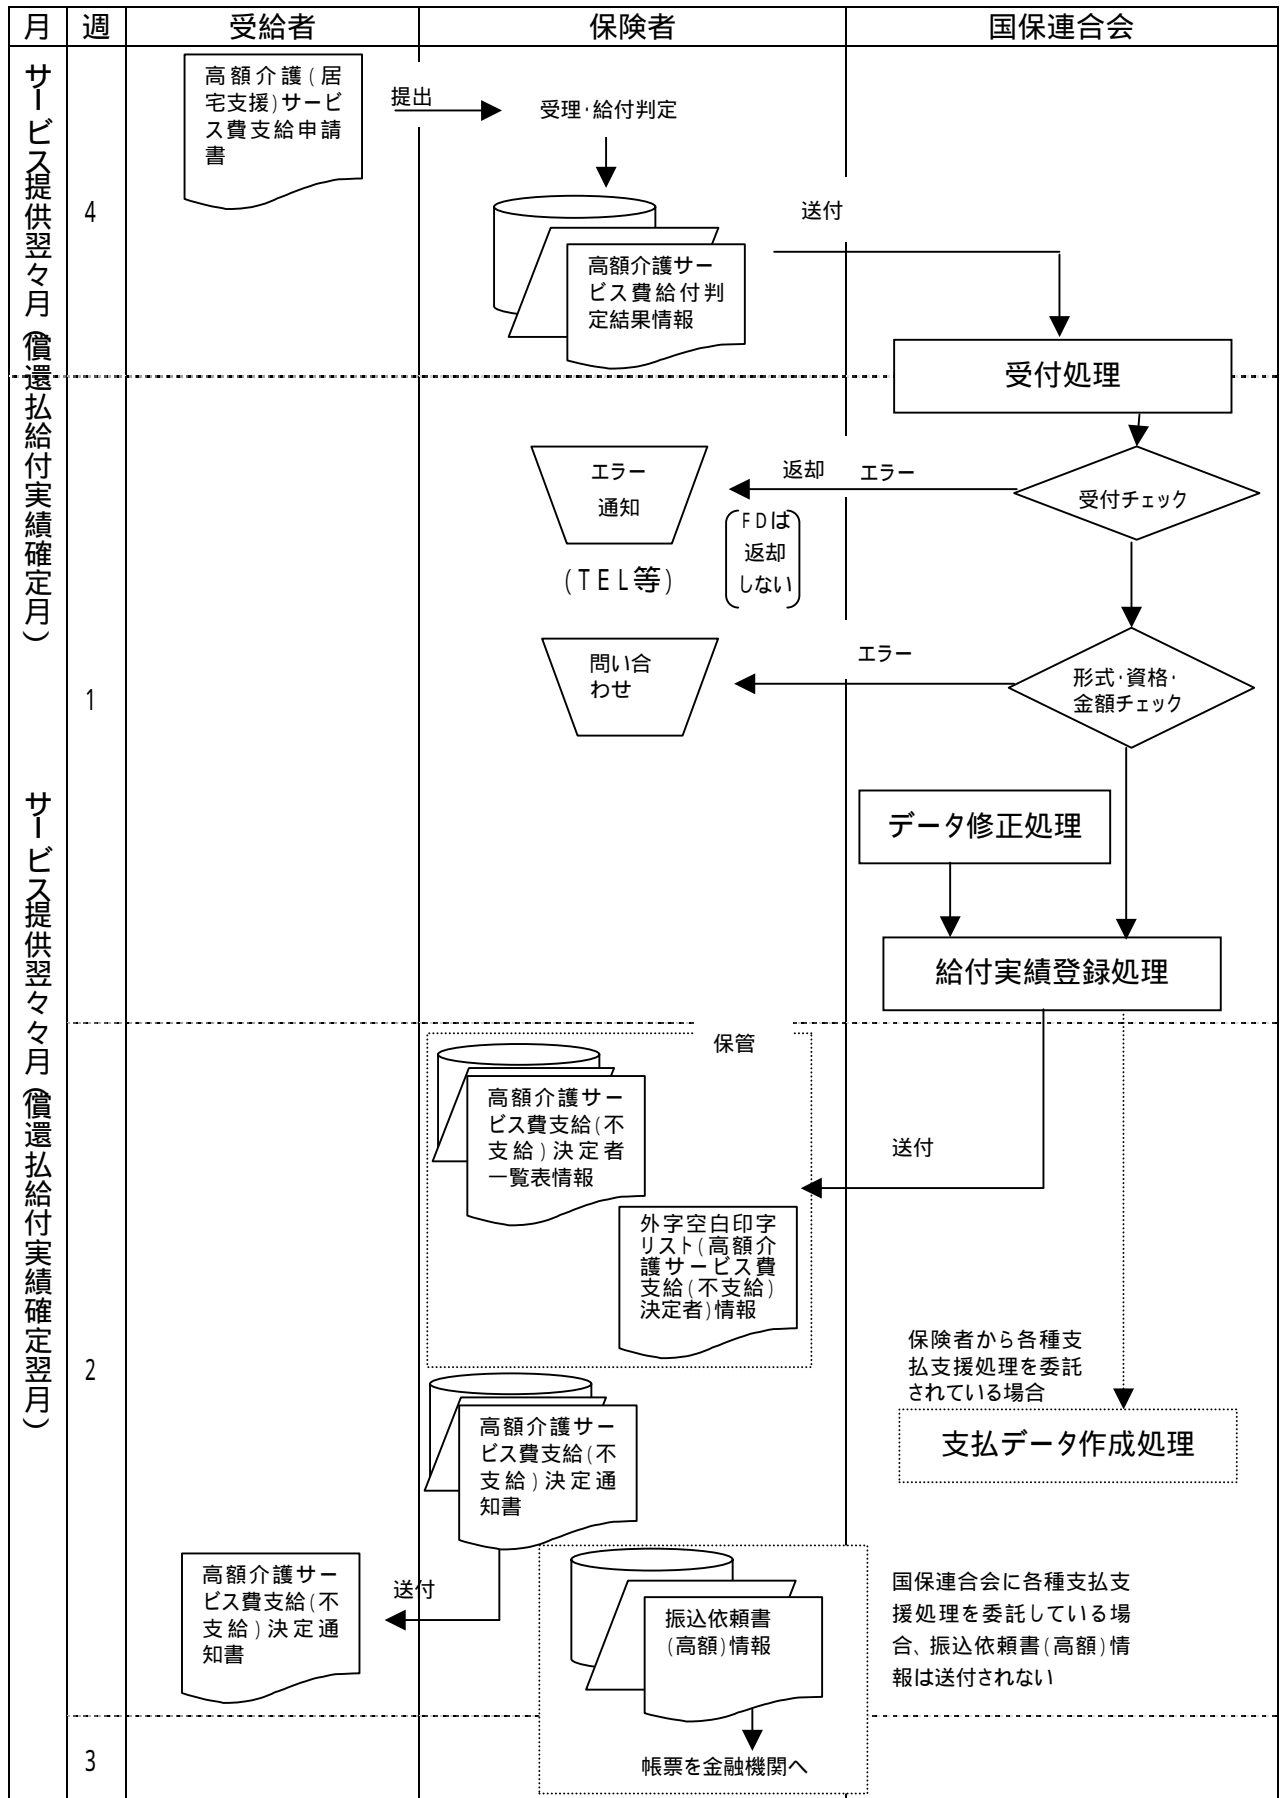 月
週
受給者
保険者
国保連合会
サービス提供翌々月(償還払給付実績確定月)
4
高額介護(居
宅支援)サービ
ス費支給申請
書
提出
受理・給付判定
高額介護サー
ビス費給付判
定結果情報
送付
受付処理
1
受付チェック
エラー
返却
エラー
通知
(TEL等)
FDは
返却
しない
形式・資格・
金額チェック
エラー
問い合
わせ
データ修正処理
給付実績登録処理
サービス提供翌々々月(償還払給付実績確定翌月)
2
保管
高額介護サー
ビス費支給(不
支給)決定者
一覧表情報
送付
外字空白印字
リスト(高額介
護サービス費
支給(不支給)
決定者)情報
保険者から各種支
払支援処理を委託
されている場合
支払データ作成処理
高額介護サー
ビス費支給(不
支給)決定通
知書
送付
高額介護サー
ビス費支給(不
支給)決定通
知書
振込依頼書
(高額)情報
国保連合会に各種支払支
援処理を委託している場
合、振込依頼書(高額)情
報は送付されない
3
帳票を金融機関へ